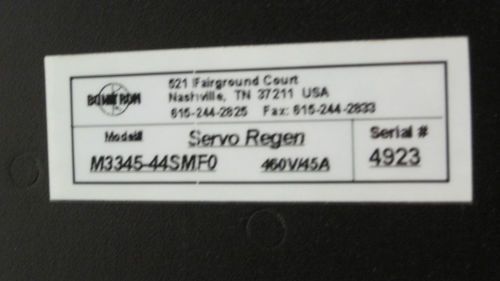 BONITRON
521 Fairground Court
Nashville, TN 37211 USA
615-244-2825 Fax: 615-244-2833
Model# Servo Regen Serial #
M3345-44SMF0 460V/45A 4923